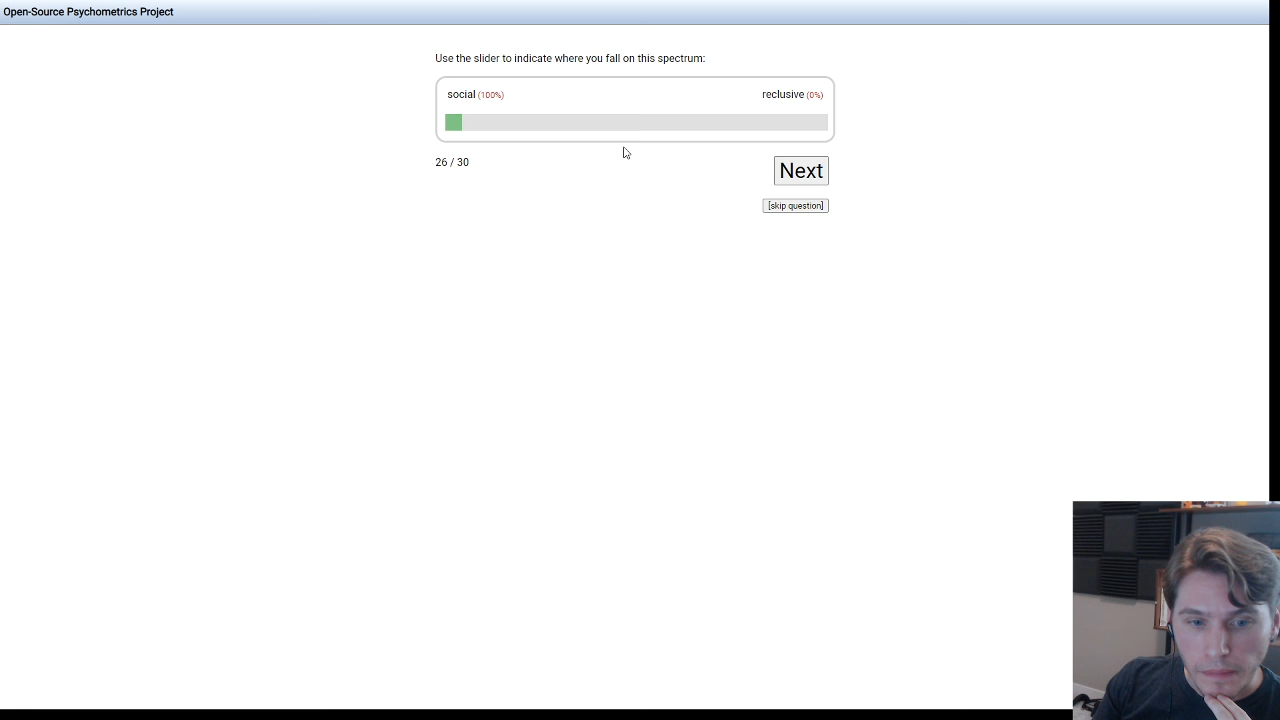 Open-Source Psychometrics Project
Use the slider to indicate where you fall on this spectrum:
social (100%) reclusive (0%)
26 / 30 Next
[skip question]